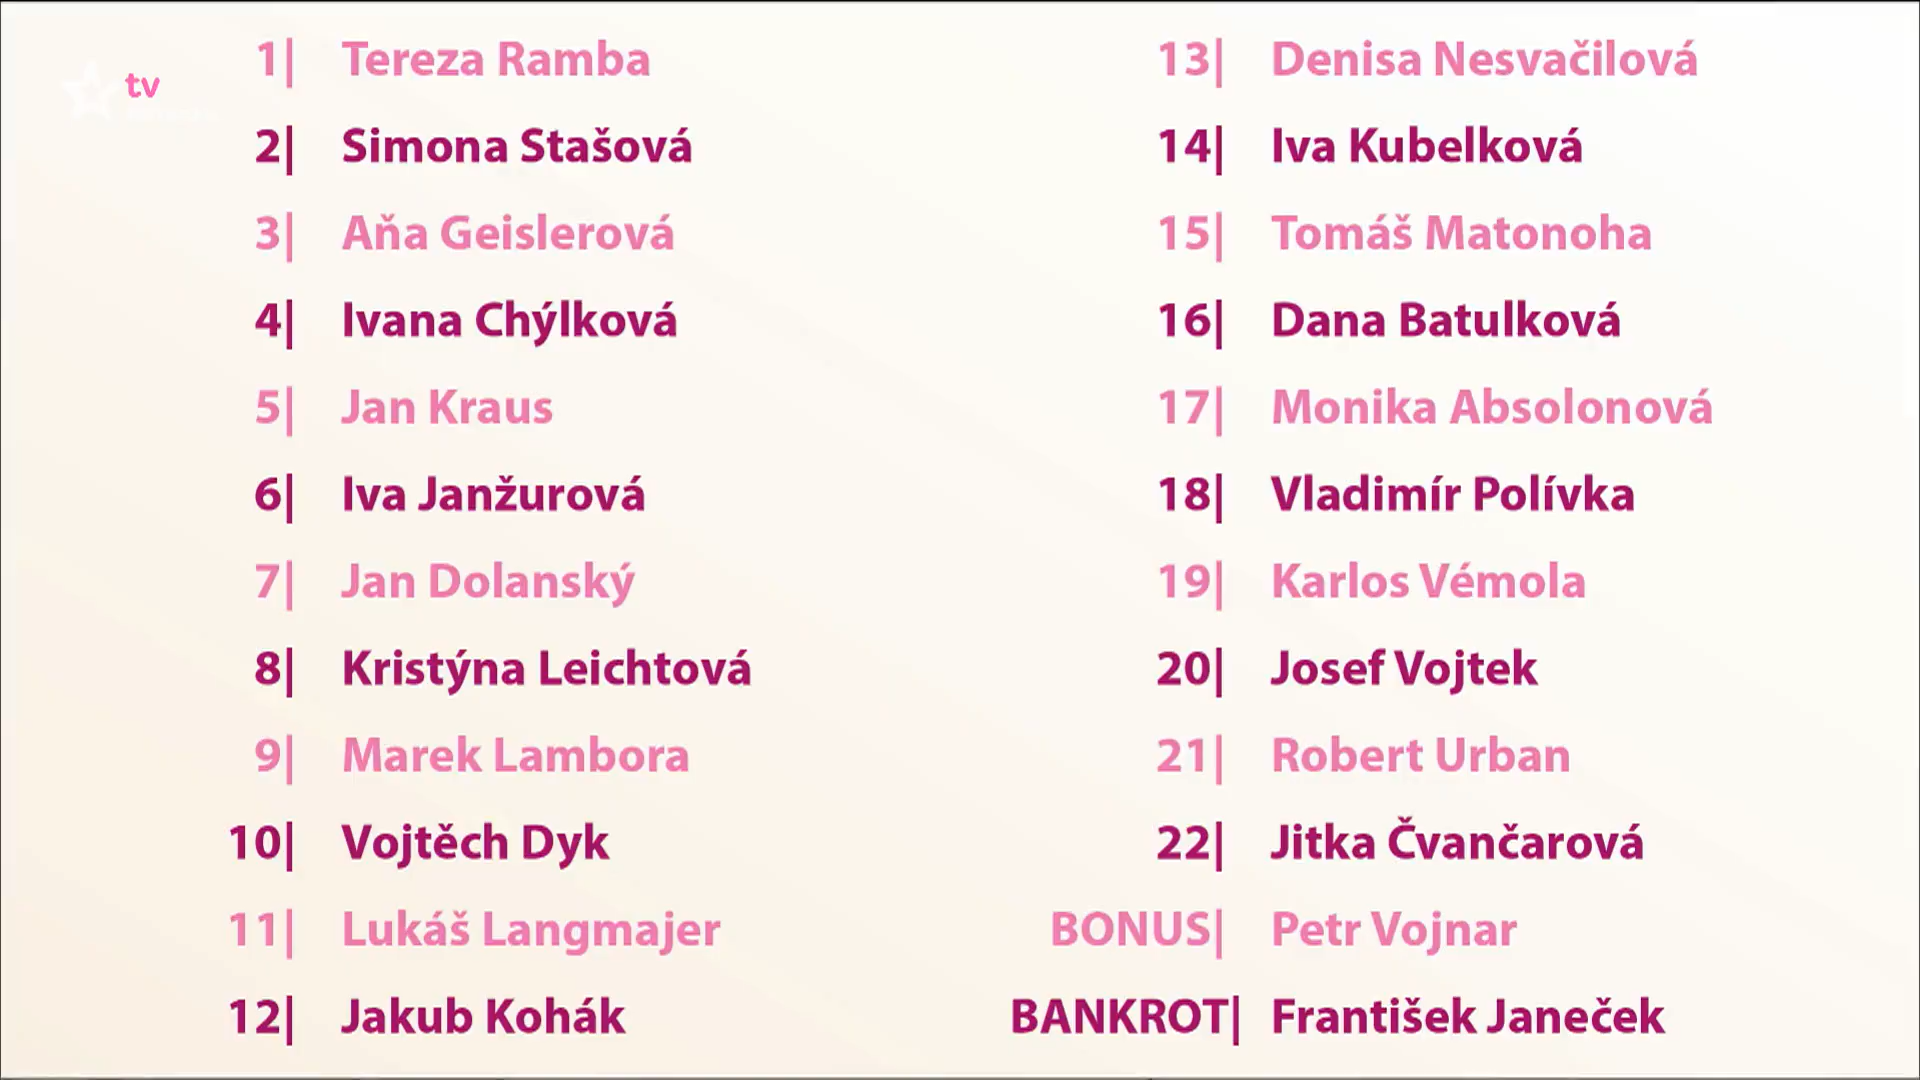 tv
1| Tereza Ramba
2| Simona Stašová
3| Aňa Geislerová
4| Ivana Chýlková
5| Jan Kraus
6| Iva Janžurová
7| Jan Dolanský
8| Kristýna Leichtová
9| Marek Lambora
10| Vojtěch Dyk
11| Lukáš Langmajer
12| Jakub Kohák
13| Denisa Nesvačilová
14| Iva Kubelková
15| Tomáš Matonoha
16| Dana Batulková
17| Monika Absolonová
18| Vladimír Polívka
19| Karlos Vémola
20| Josef Vojtek
21| Robert Urban
22| Jitka Čvančarová
BONUS| Petr Vojnar
BANKROT| František Janeček